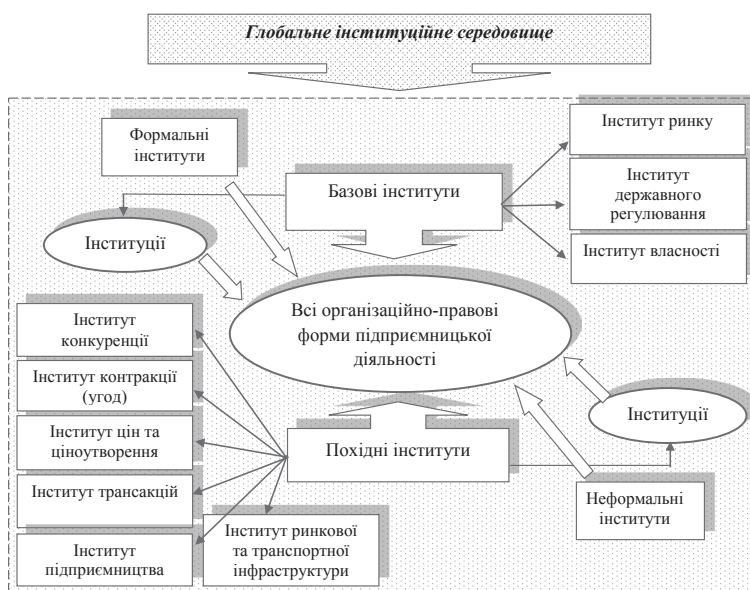 Глобальне інституційне середовище
Формальні
інститути
Інститут ринку
Базові інститути
Інститут
державного
регулювання
Інституції
Інститут власності
Всі організаційно-правові
форми підприємницької
діяльності
Інститут
конкуренції
Інститут контракції
(угод)
Інститут цін та
ціноутворення
Інститут трансакцій
Інститут
підприємництва
Похідні інститути
Інституції
Інститут ринкової
та транспортної
інфраструктури
Неформальні
інститути